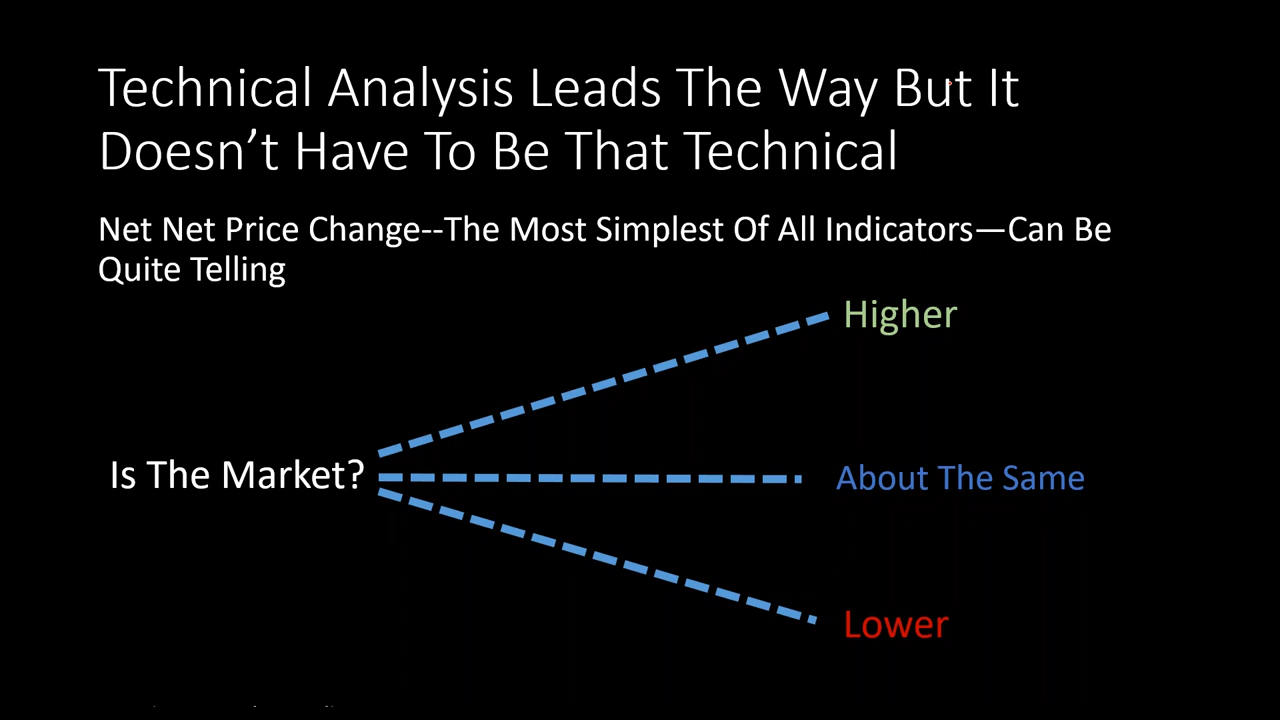 Technical Analysis Leads The Way But It
Doesn’t Have To Be That Technical
Net Net Price Change--The Most Simplest Of All Indicators—Can Be
Quite Telling
Higher
Is The Market?
About The Same
Lower